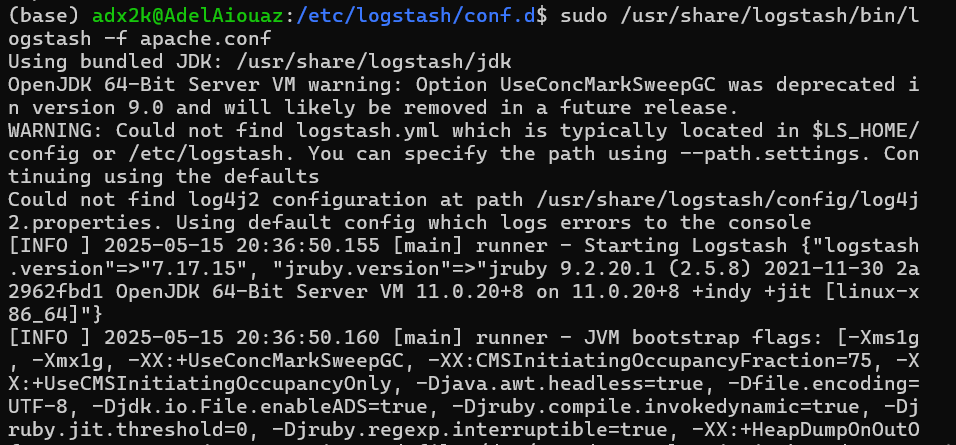 (base) adx2k@AdelAiouaz:/etc/logstash/conf.d$ sudo /usr/share/logstash/bin/l
ogstash -f apache.conf
Using bundled JDK: /usr/share/logstash/jdk
OpenJDK 64-Bit Server VM warning: Option UseConcMarkSweepGC was deprecated i
n version 9.0 and will likely be removed in a future release.
WARNING: Could not find logstash.yml which is typically located in $LS_HOME/
config or /etc/logstash. You can specify the path using --path.settings. Con
tinuing using the defaults
Could not find log4j2 configuration at path /usr/share/logstash/config/log4j
2.properties. Using default config which logs errors to the console
[INFO ] 2025-05-15 20:36:50.155 [main] runner - Starting Logstash {"logstash
.version"=>"7.17.15", "jruby.version"=>"jruby 9.2.20.1 (2.5.8) 2021-11-30 2a
2962fbd1 OpenJDK 64-Bit Server VM 11.0.20+8 on 11.0.20+8 +indy +jit [linux-x
86_64]"}
[INFO ] 2025-05-15 20:36:50.160 [main] runner - JVM bootstrap flags: [-Xms1g
, -Xmx1g, -XX:+UseConcMarkSweepGC, -XX:CMSInitiatingOccupancyFraction=75, -X
X:+UseCMSInitiatingOccupancyOnly, -Djava.awt.headless=true, -Dfile.encoding=
UTF-8, -Djdk.io.File.enableADS=true, -Djruby.compile.invokedynamic=true, -Dj
ruby.jit.threshold=0, -Djruby.regexp.interruptible=true, -XX:+HeapDumpOnOutO